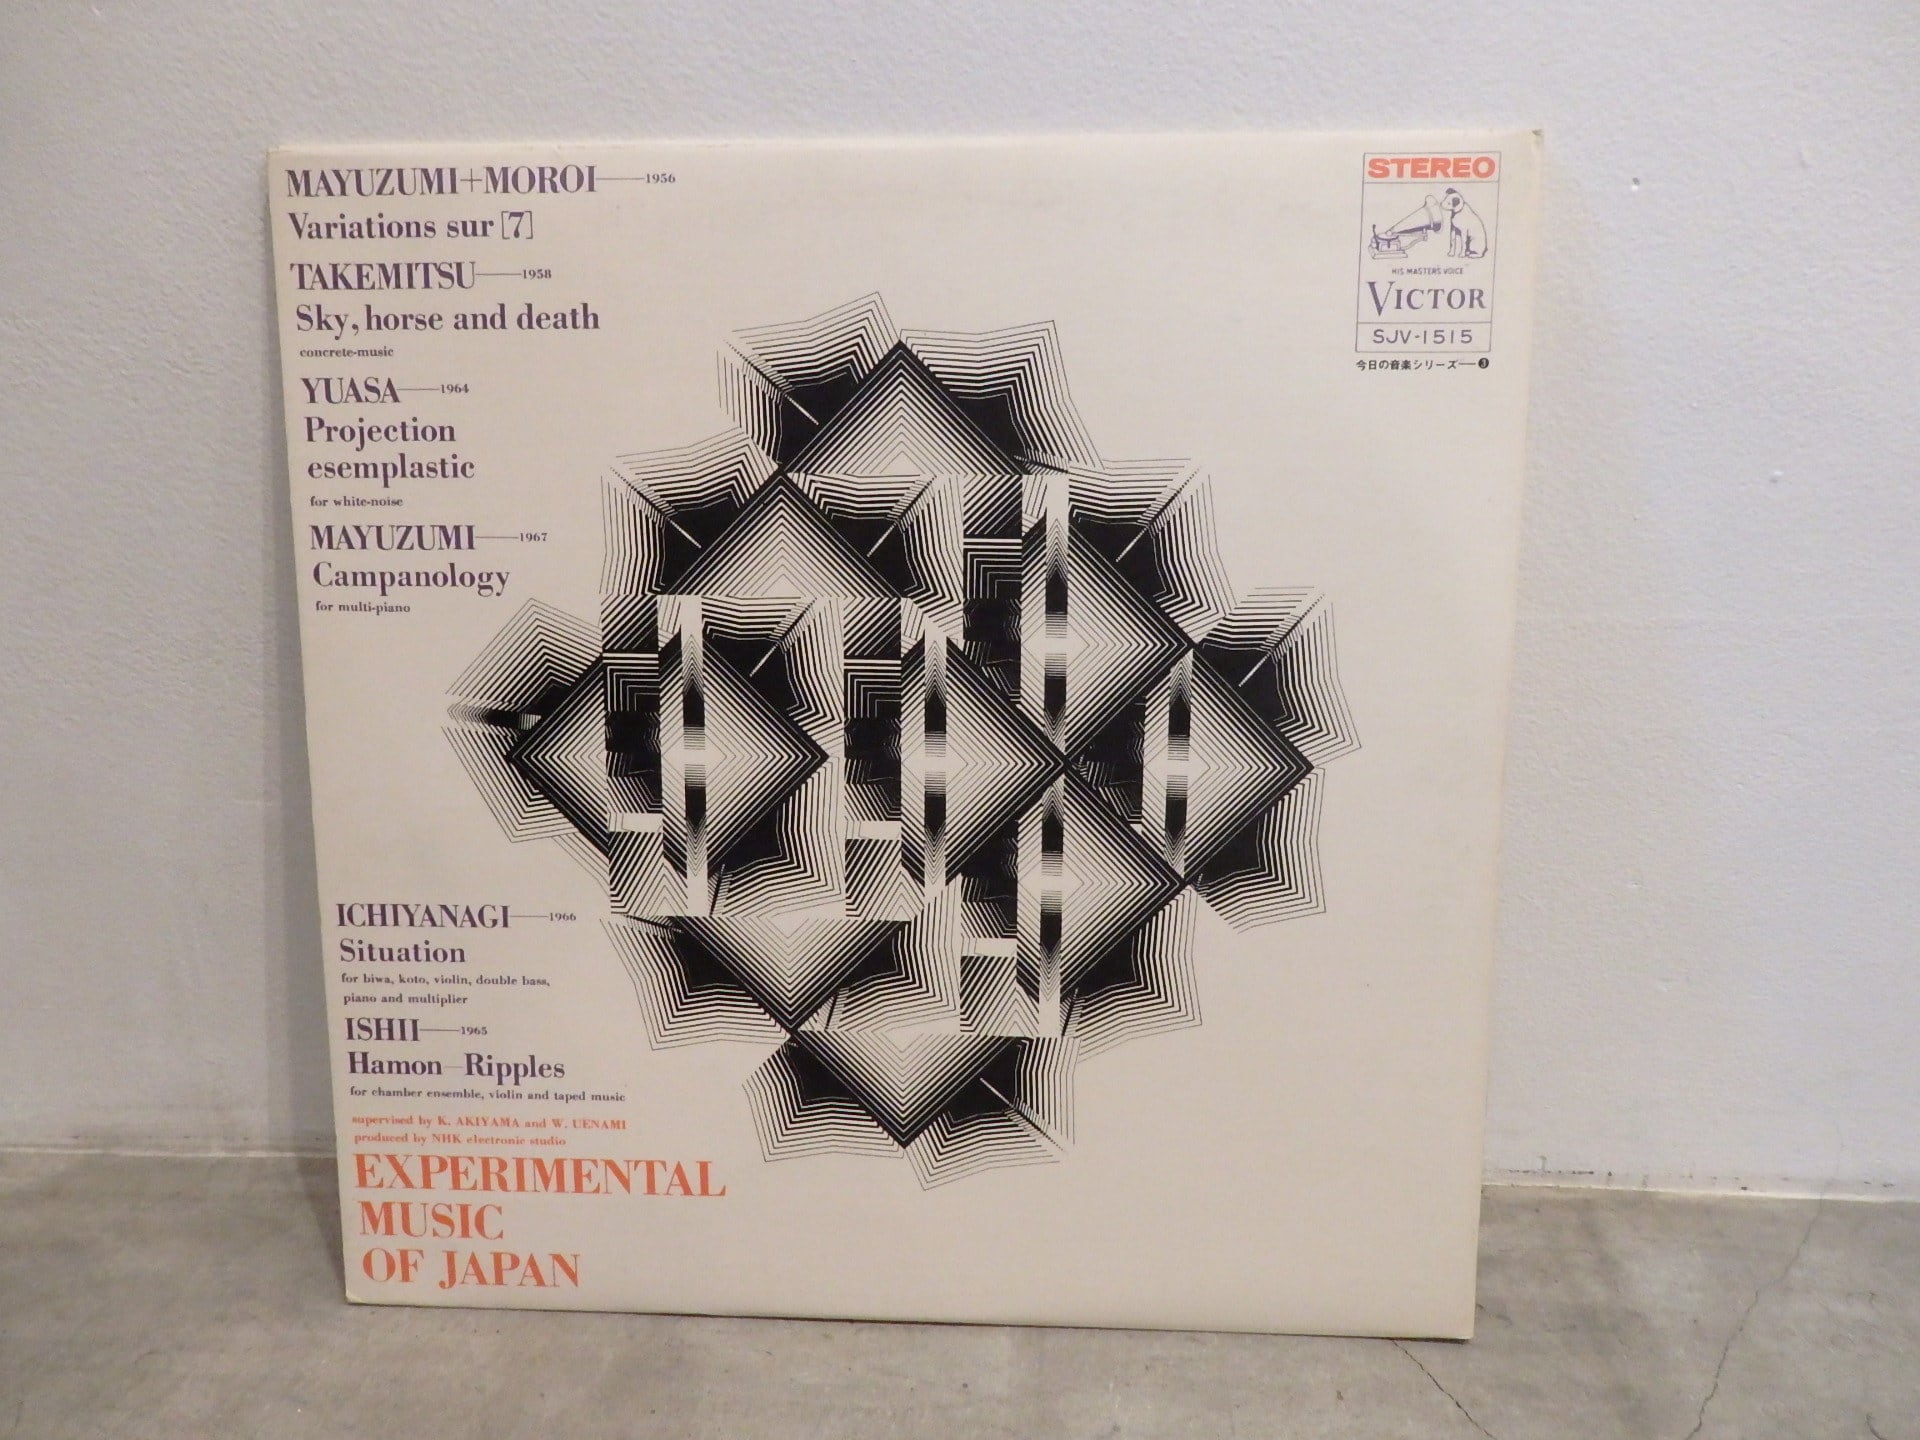 MAYUZUMI+MOROI——1956
Variations sur [7]
TAKEMITSU——1958
Sky, horse and death
concrete-music
YUASA——1964
Projection
esemplastic
for white-noise
MAYUZUMI——1967
Campanology
for multi-piano
ICHIYANAGI——1966
Situation
for biwa, koto, violin, double bass,
piano and multiplier
ISHII——1965
Hamon—Ripples
for chamber ensemble, violin and taped music
supervised by K. AKIYAMA and W. UENAMI
produced by NHK electronic studio
EXPERIMENTAL
MUSIC
OF JAPAN
STEREO
HIS MASTER'S VOICE
VICTOR
SJV-1515
今日の音楽シリーズ——❸